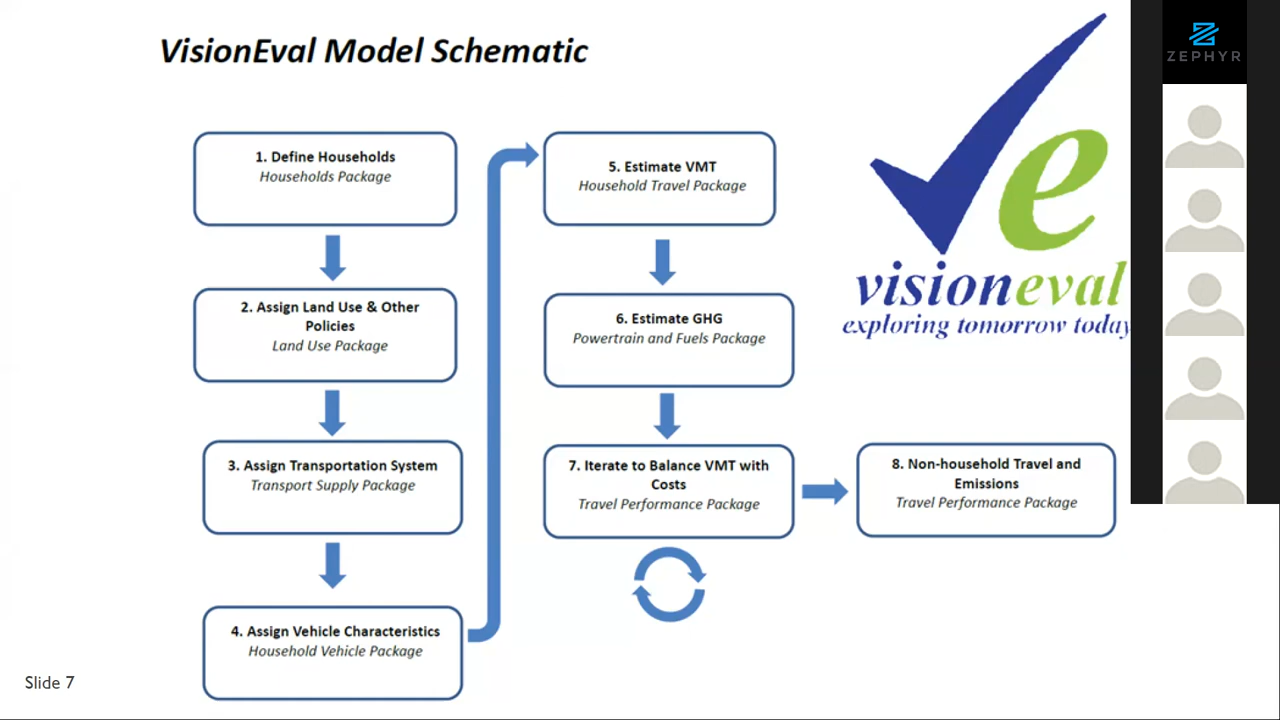 VisionEval Model Schematic
ZEPHYR
1. Define Households
Households Package
2. Assign Land Use & Other
Policies
Land Use Package
3. Assign Transportation System
Transport Supply Package
4. Assign Vehicle Characteristics
Household Vehicle Package
5. Estimate VMT
Household Travel Package
6. Estimate GHG
Powertrain and Fuels Package
7. Iterate to Balance VMT with
Costs
Travel Performance Package
8. Non-household Travel and
Emissions
Travel Performance Package
Ve
visioneval
exploring tomorrow today
Slide 7